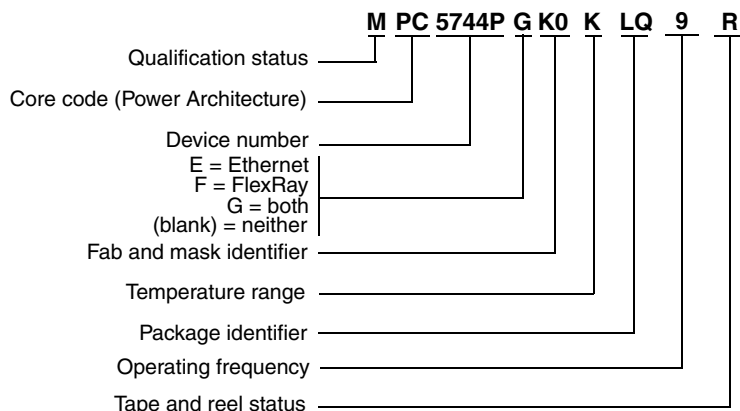 M PC 5744P G K0 K LQ 9 R
Qualification status
Core code (Power Architecture)
Device number
E = Ethernet
F = FlexRay
G = both
(blank) = neither
Fab and mask identifier
Temperature range
Package identifier
Operating frequency
Tape and reel status